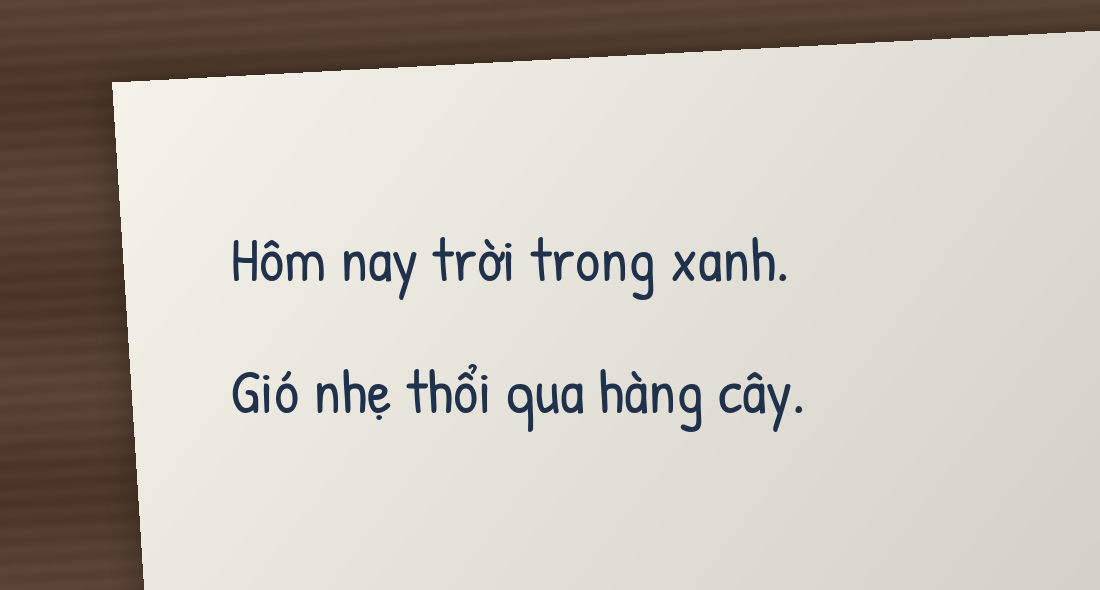 Hôm nay trời trong xanh.
Gió nhẹ thổi qua hàng cây.